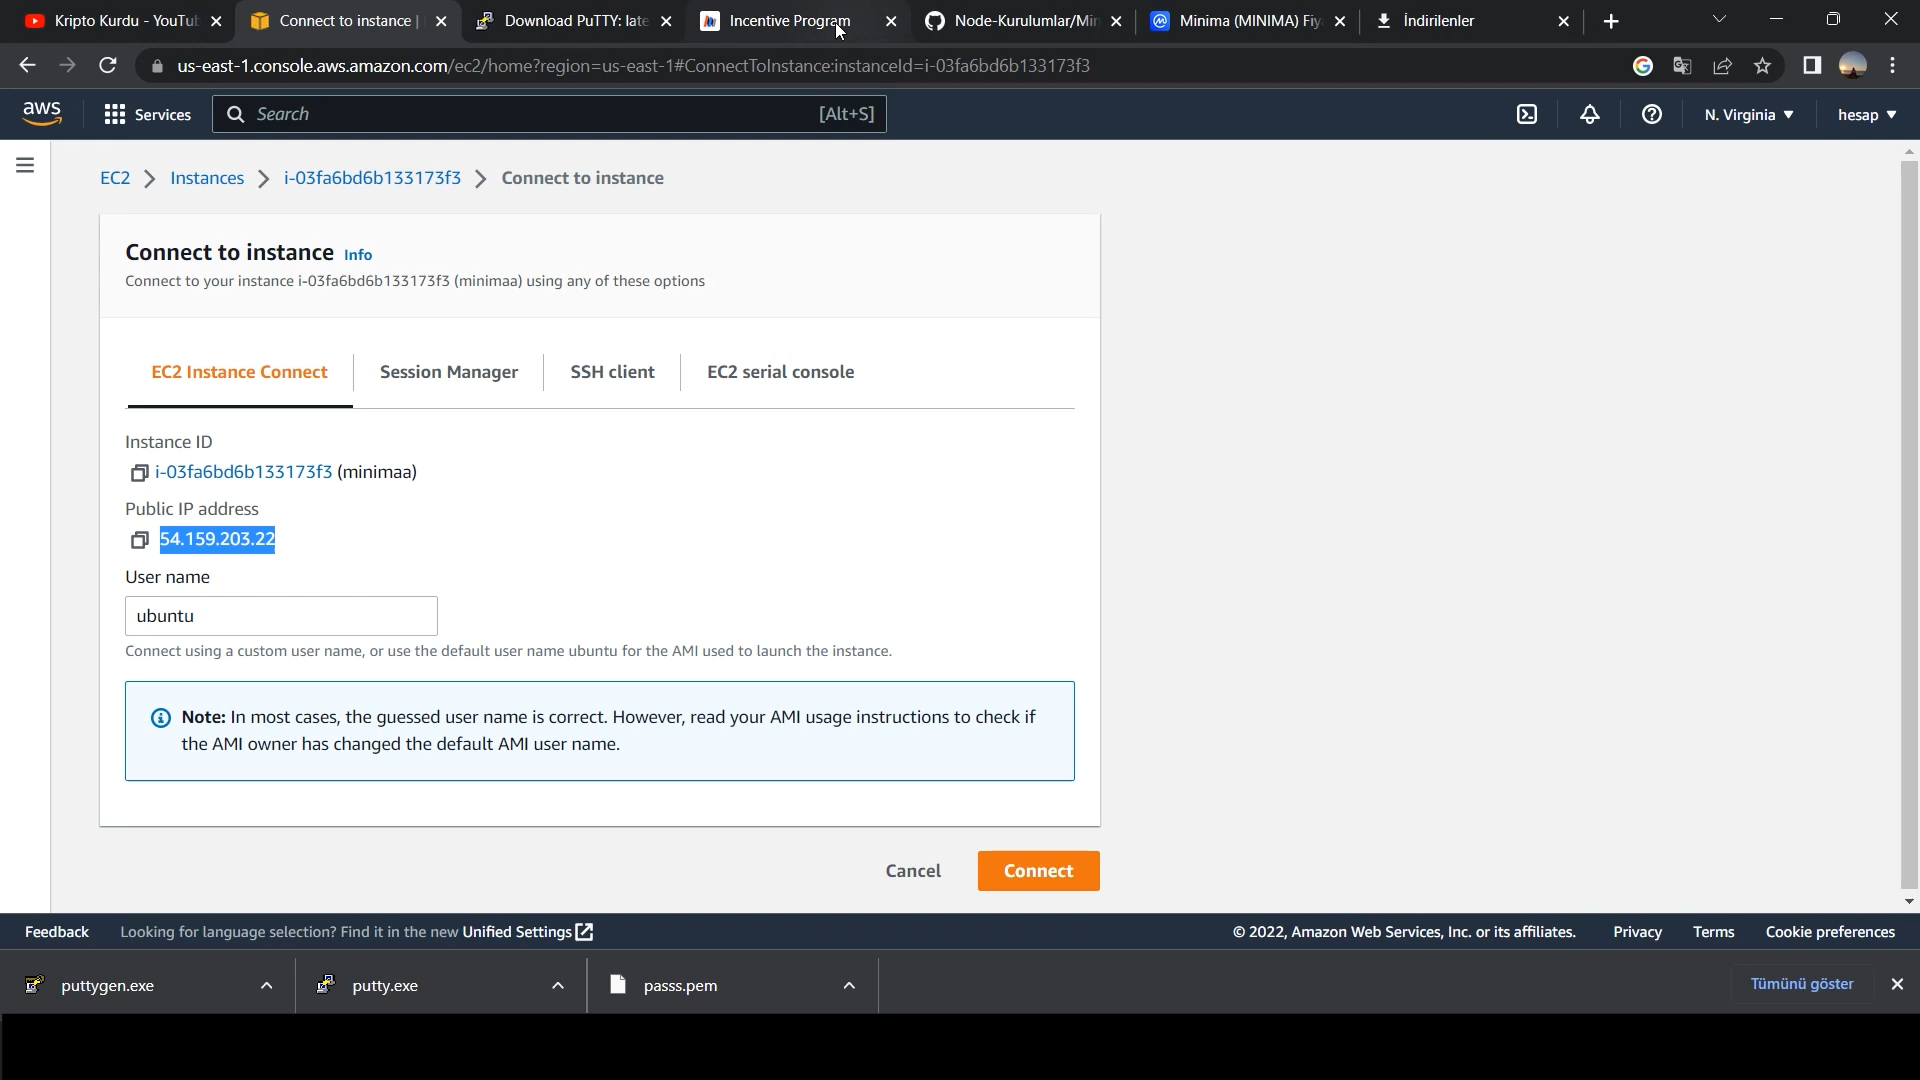 Kripto Kurdu - YouTu
Connect to instance |
Download PuTTY: late
Incentive Program
Node-Kurulumlar/Min
Minima (MINIMA) Fiy
İndirilenler
us-east-1.console.aws.amazon.com/ec2/home?region=us-east-1#ConnectToInstance:instanceId=i-03fa6bd6b133173f3
aws
Services
Search
[Alt+S]
N. Virginia
hesap
EC2
Instances
i-03fa6bd6b133173f3
Connect to instance
Connect to instance Info
Connect to your instance i-03fa6bd6b133173f3 (minimaa) using any of these options
EC2 Instance Connect
Session Manager
SSH client
EC2 serial console
Instance ID
i-03fa6bd6b133173f3 (minimaa)
Public IP address
54.159.203.22
User name
ubuntu
Connect using a custom user name, or use the default user name ubuntu for the AMI used to launch the instance.
Note: In most cases, the guessed user name is correct. However, read your AMI usage instructions to check if
the AMI owner has changed the default AMI user name.
Cancel
Connect
Feedback
Looking for language selection? Find it in the new Unified Settings
© 2022, Amazon Web Services, Inc. or its affiliates.
Privacy
Terms
Cookie preferences
puttygen.exe
putty.exe
passs.pem
Tümünü göster